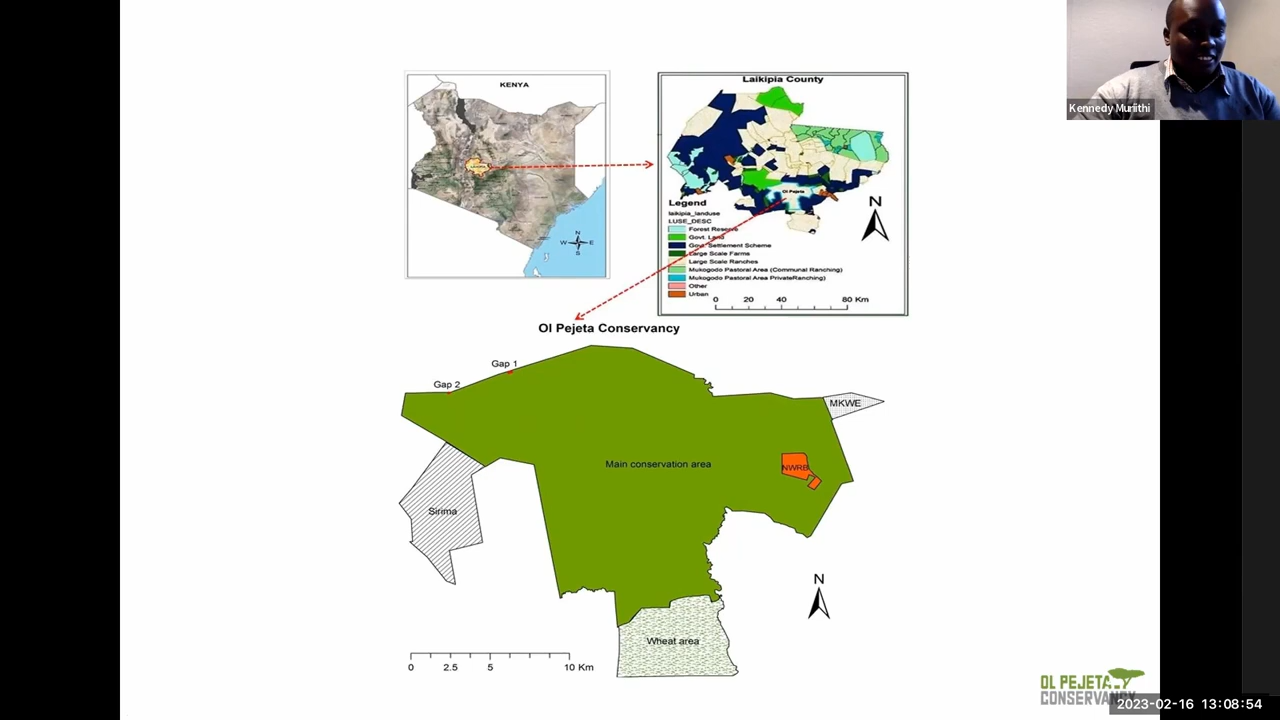 Kennedy Muriithi
KENYA
N
W E
S
Laikipia County
Ol Pejeta
N
Legend
laikipia_landuse
LUSE_DESC
Forest Reserve
Govt. Land
Govt. Settlement Scheme
Large Scale Farms
Large Scale Ranches
Mukogodo Pastoral Area (Communal Ranching)
Mukogodo Pastoral Area PrivateRanching)
Other
Urban
0 20 40 80 Km
Ol Pejeta Conservancy
Gap 1
Gap 2
MKWE
Main conservation area
NWRB
Sirima
N
Wheat area
0 2.5 5 10 Km
OL PEJETA
CONSERVANCY
2023-02-16 13:08:54